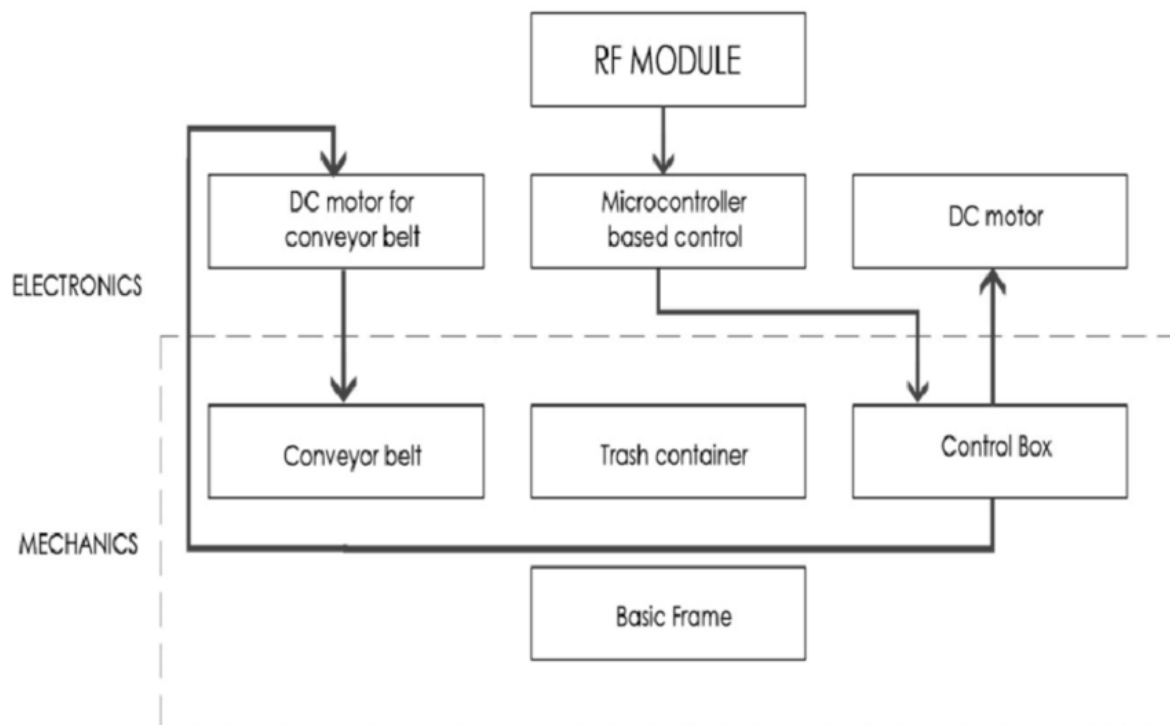 RF MODULE
DC motor for
conveyor belt
Microcontroller
based control
DC motor
ELECTRONICS
Conveyor belt
Trash container
Control Box
MECHANICS
Basic Frame